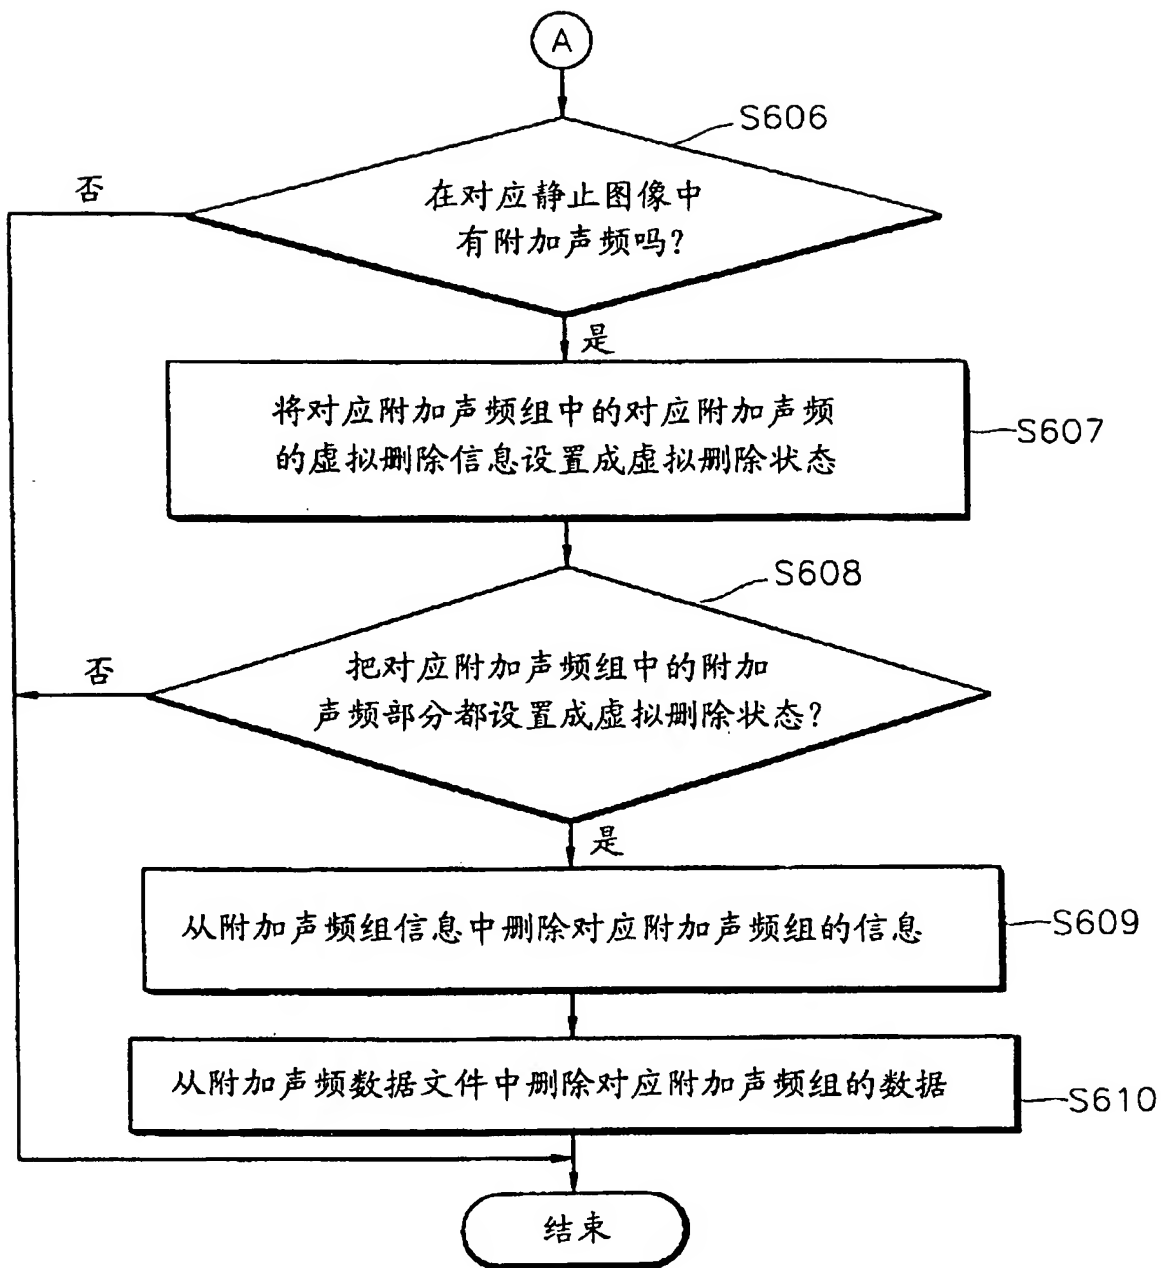 A
S606
否
在对应静止图像中
有附加声频吗?
是
将对应附加声频组中的对应附加声频
的虚拟删除信息设置成虚拟删除状态
S607
S608
否
把对应附加声频组中的附加
声频部分都设置成虚拟删除状态?
是
从附加声频组信息中删除对应附加声频组的信息
S609
从附加声频数据文件中删除对应附加声频组的数据
S610
结束